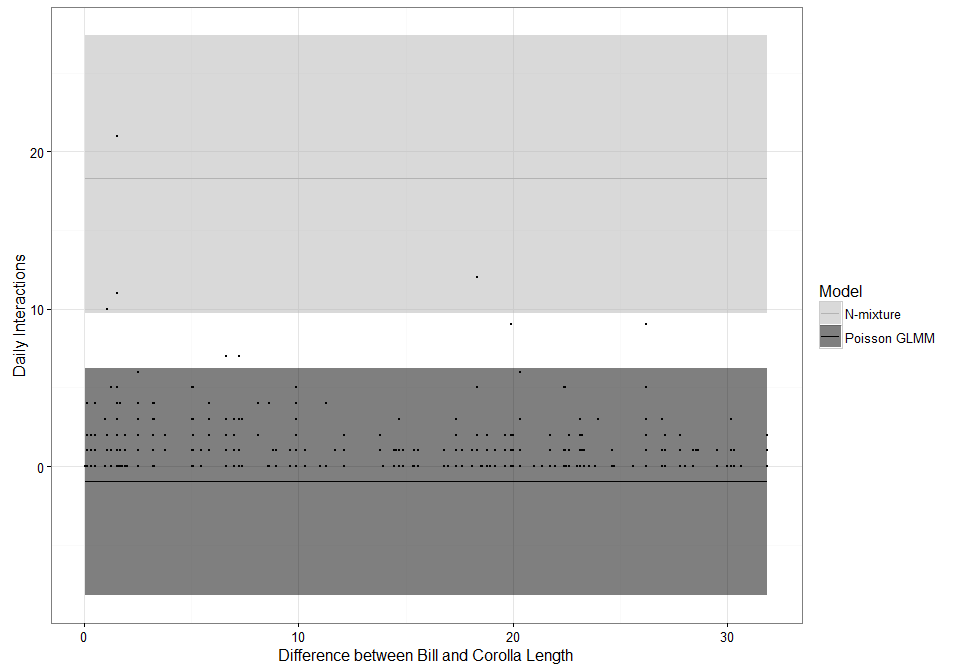 20
10
0
Daily Interactions
0
10
20
30
Difference between Bill and Corolla Length
Model
N-mixture
Poisson GLMM